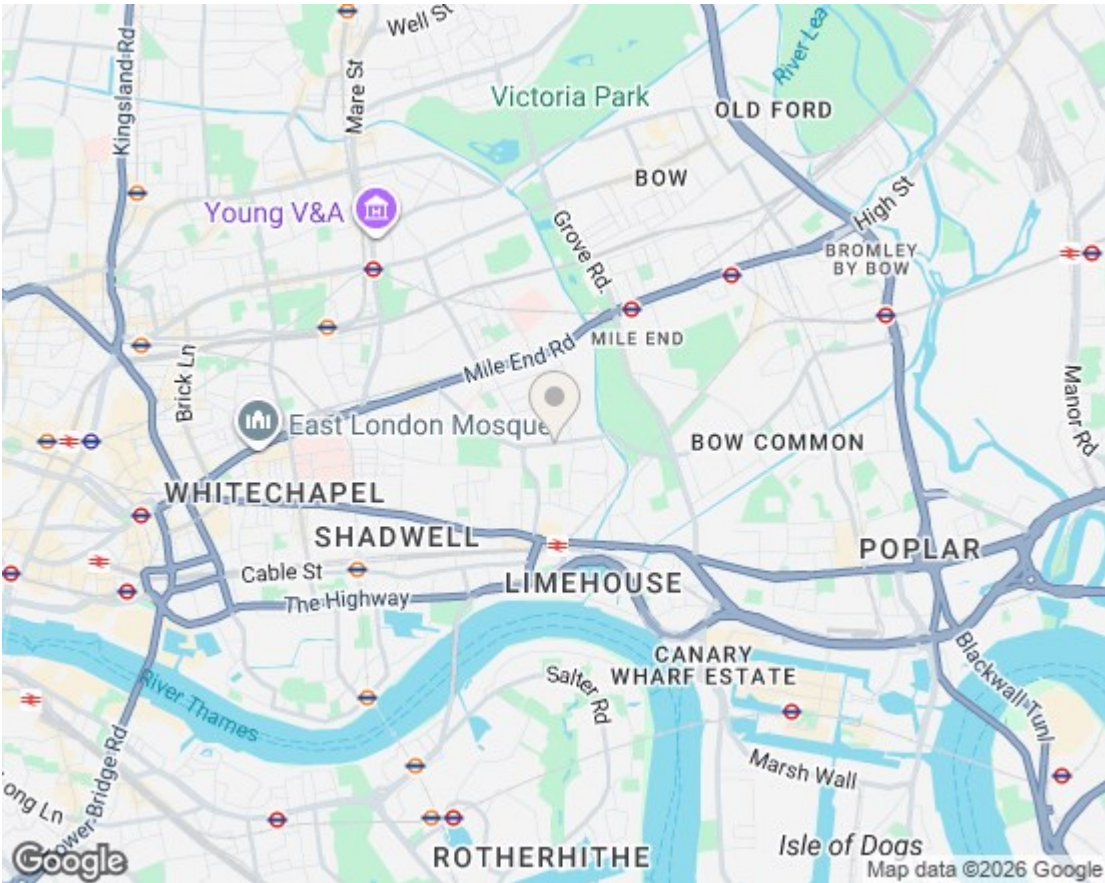 Well St
River Lea
Kingsland Rd
Mare St
Victoria Park
OLD FORD
BOW
High St
Young V&A
Grove Rd.
BROMLEY
BY BOW
MILE END
Mile End Rd
Brick Ln
Manor Rd
East London Mosque
BOW COMMON
WHITECHAPEL
SHADWELL
POPLAR
Cable St
LIMEHOUSE
The Highway
CANARY
WHARF ESTATE
Blackwall Tunl
River Thames
Salter Rd
Marsh Wall
ong Ln
ower Bridge Rd
Isle of Dogs
ROTHERHITHE
Google
Map data ©2026 Google